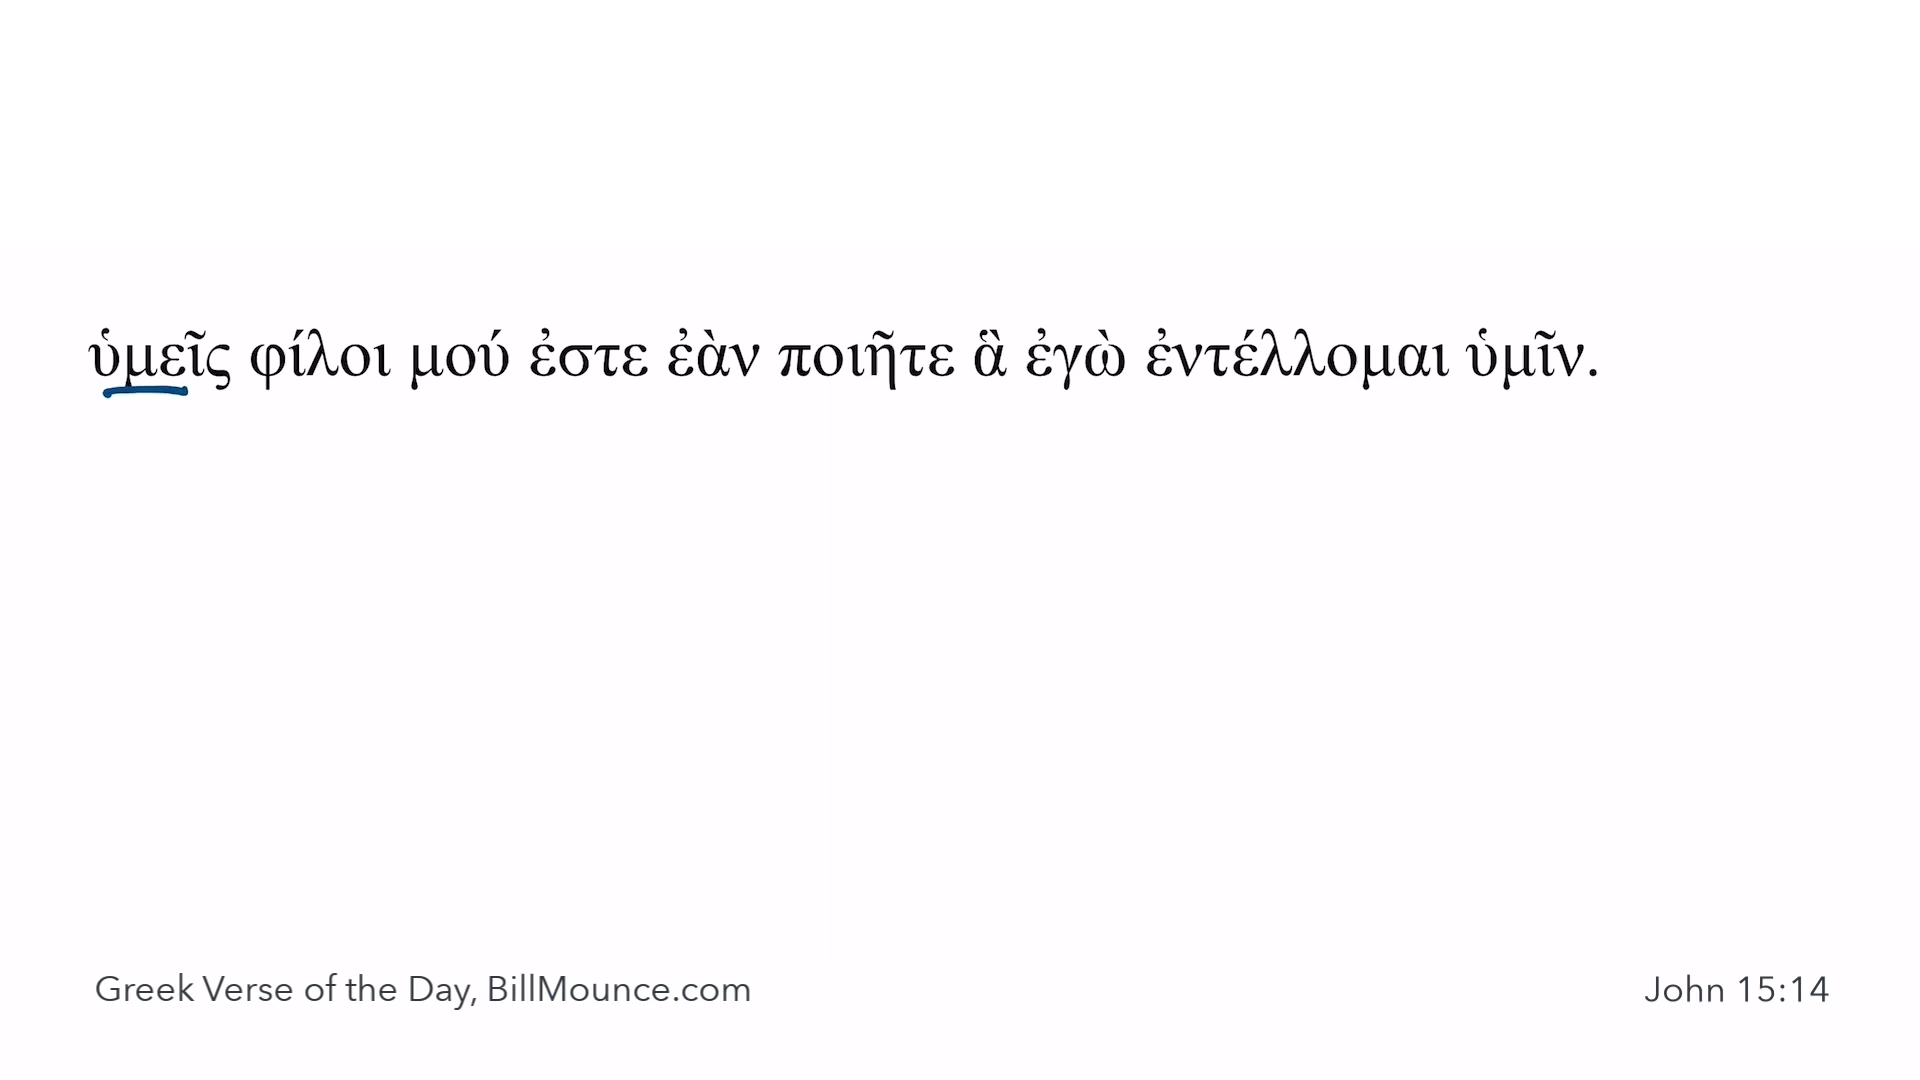 ὑμεῖς φίλοι μού ἐστε ἐὰν ποιῆτε ἃ ἐγὼ ἐντέλλομαι ὑμῖν.
Greek Verse of the Day, BillMounce.com
John 15:14